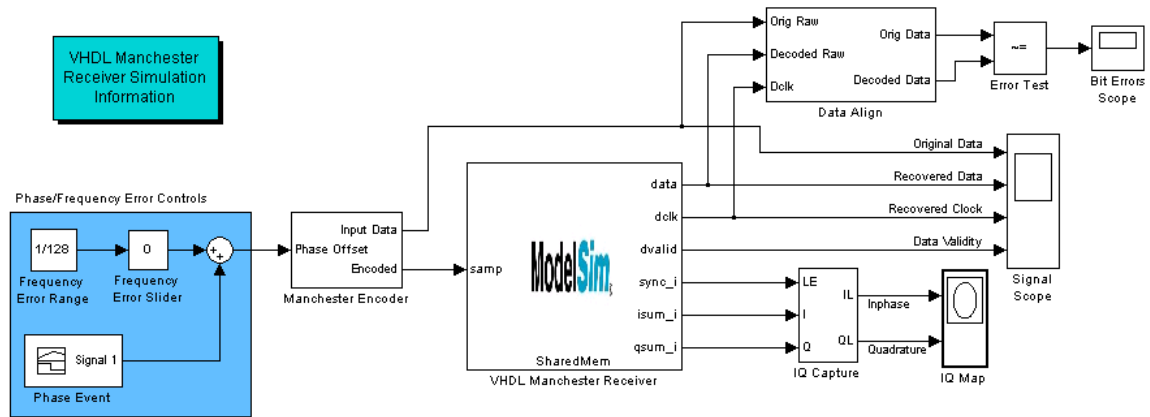 VHDL Manchester
Receiver Simulation
Information
Orig Raw
Decoded Raw
Dclk
Orig Data
Decoded Data
Data Align
~=
Error Test
Bit Errors
Scope
Original Data
Recovered Data
Recovered Clock
Data Validity
Signal
Scope
Phase/Frequency Error Controls
1/128
Frequency
Error Range
0
Frequency
Error Slider
Signal 1
Phase Event
Input Data
Phase Offset
Encoded
Manchester Encoder
samp
ModelSim
data
dclk
dvalid
sync_i
isum_i
qsum_i
SharedMem
VHDL Manchester Receiver
LE
I
Q
IL
QL
IQ Capture
Inphase
Quadrature
IQ Map